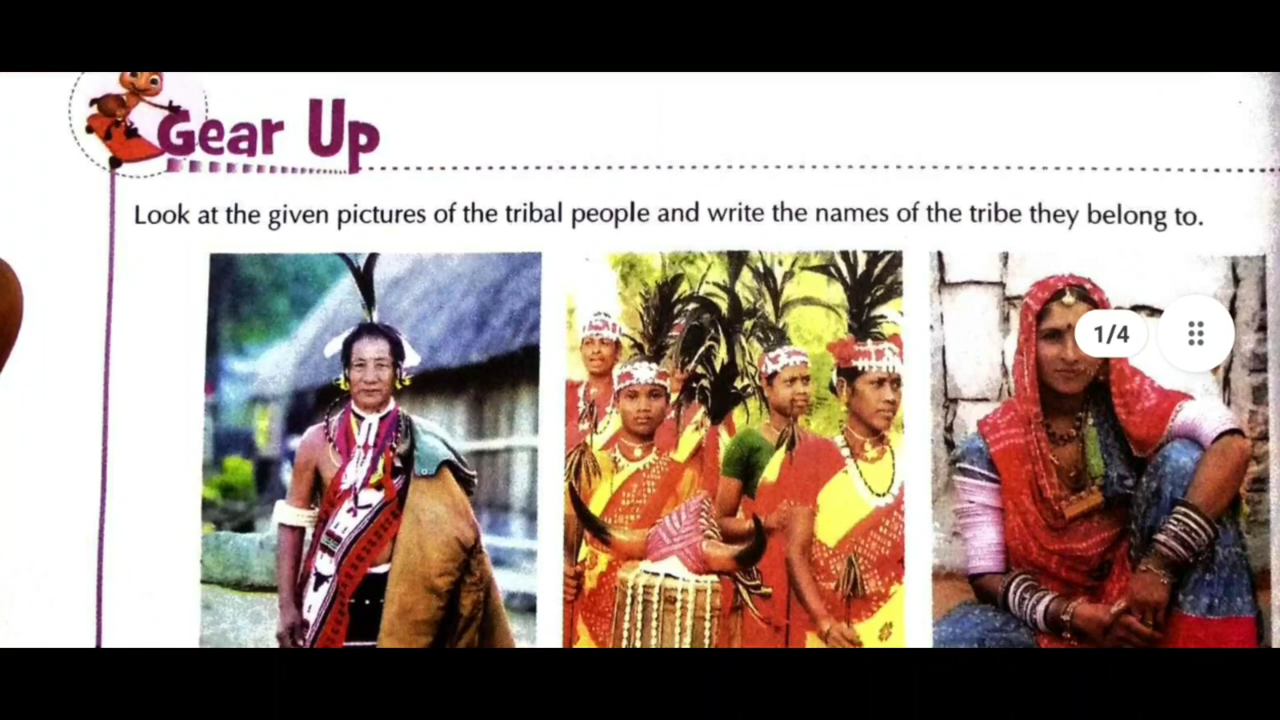 Gear Up
Look at the given pictures of the tribal people and write the names of the tribe they belong to.
1/4